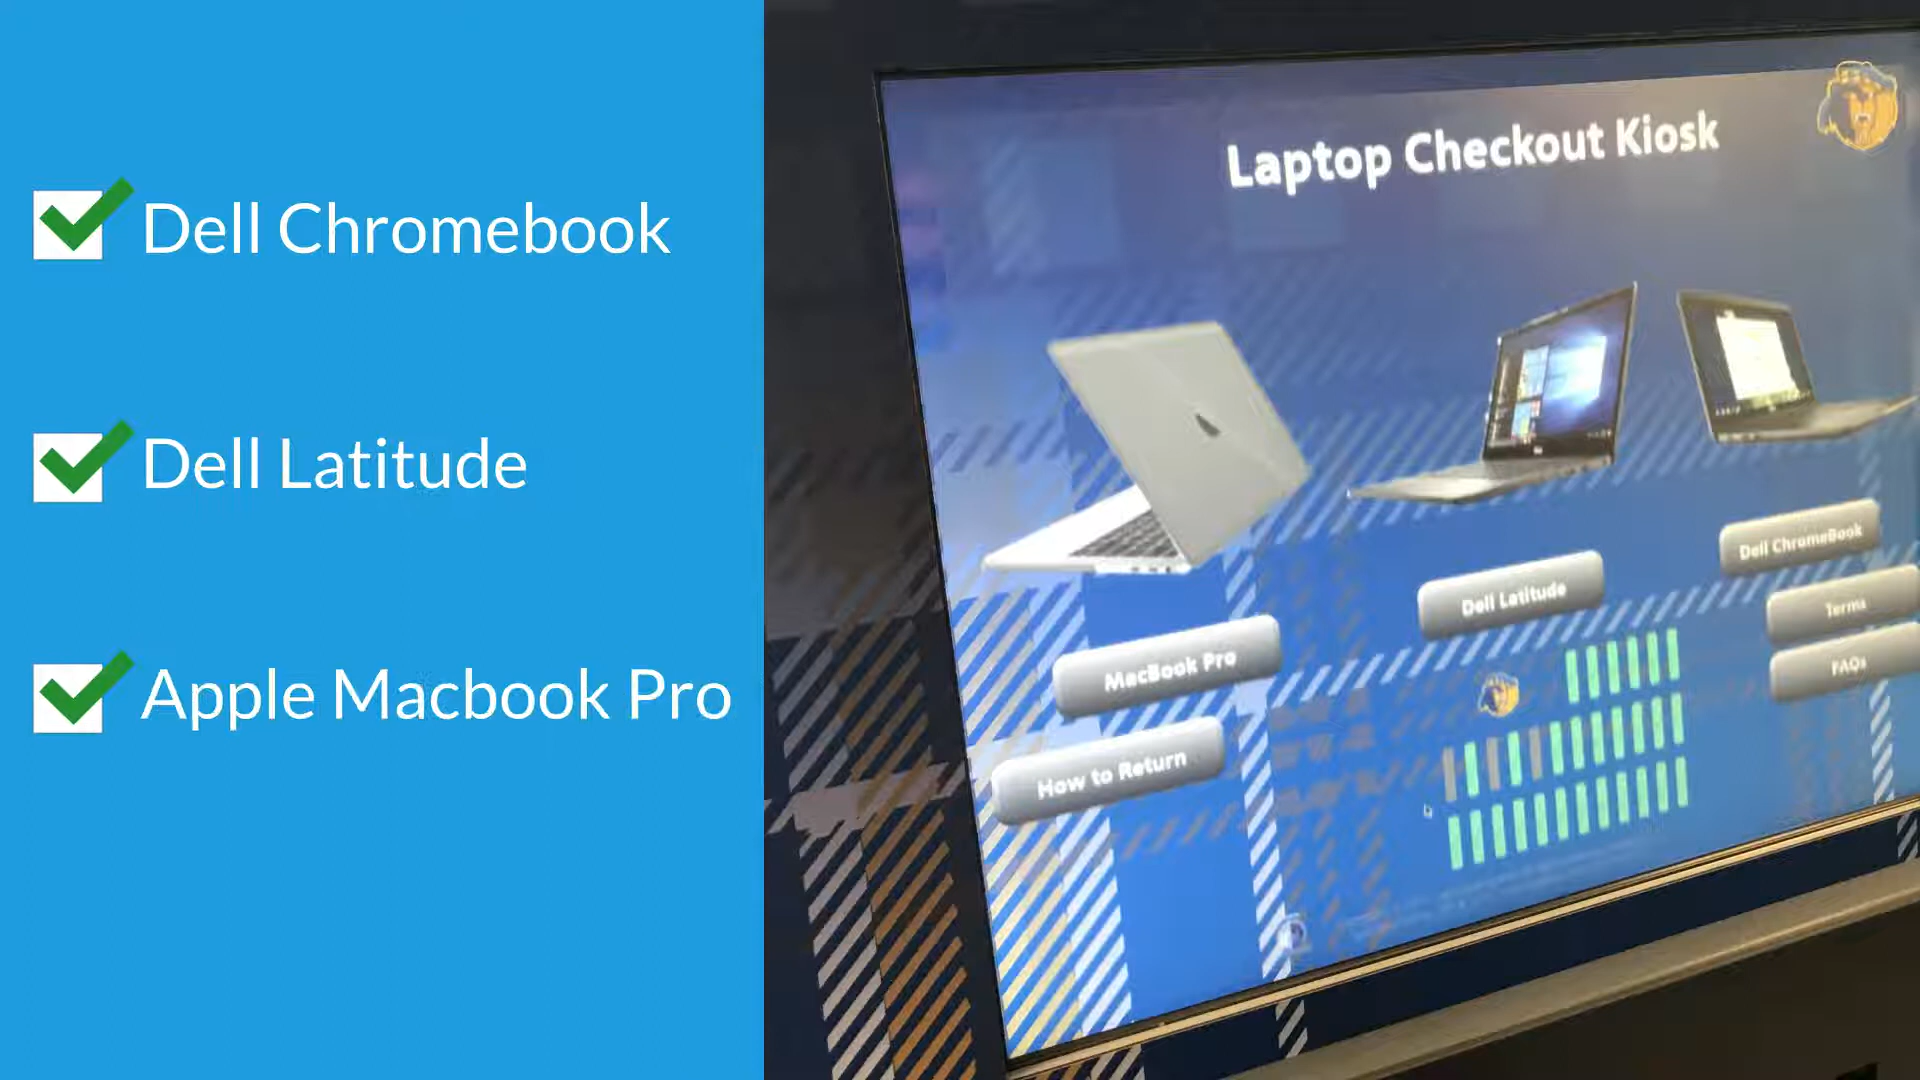 Dell Chromebook
Dell Latitude
Apple Macbook Pro
Laptop Checkout Kiosk
Dell ChromeBook
Dell Latitude
Terms
MacBook Pro
FAQs
How to Return